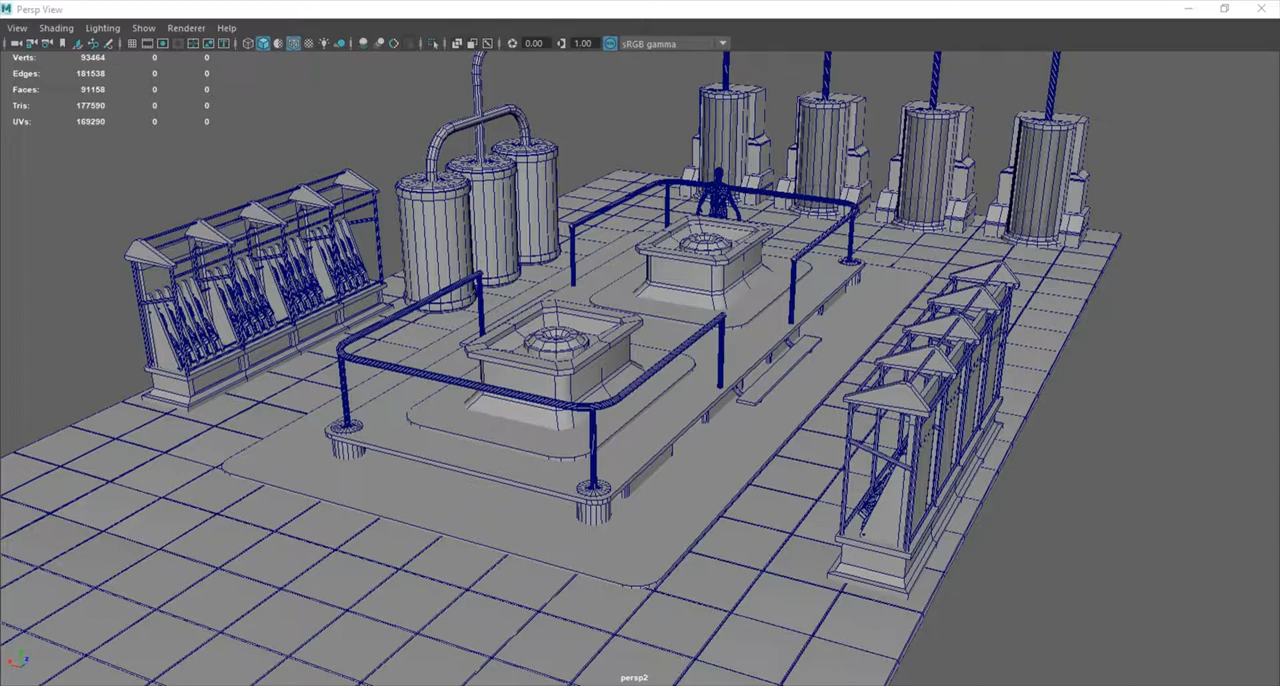 Persp View
View Shading Lighting Show Renderer Help
0.00 1.00 sRGB gamma
Verts: 93464 0 0
Edges: 181538 0 0
Faces: 91158 0 0
Tris: 177590 0 0
UVs: 169290 0 0
persp2